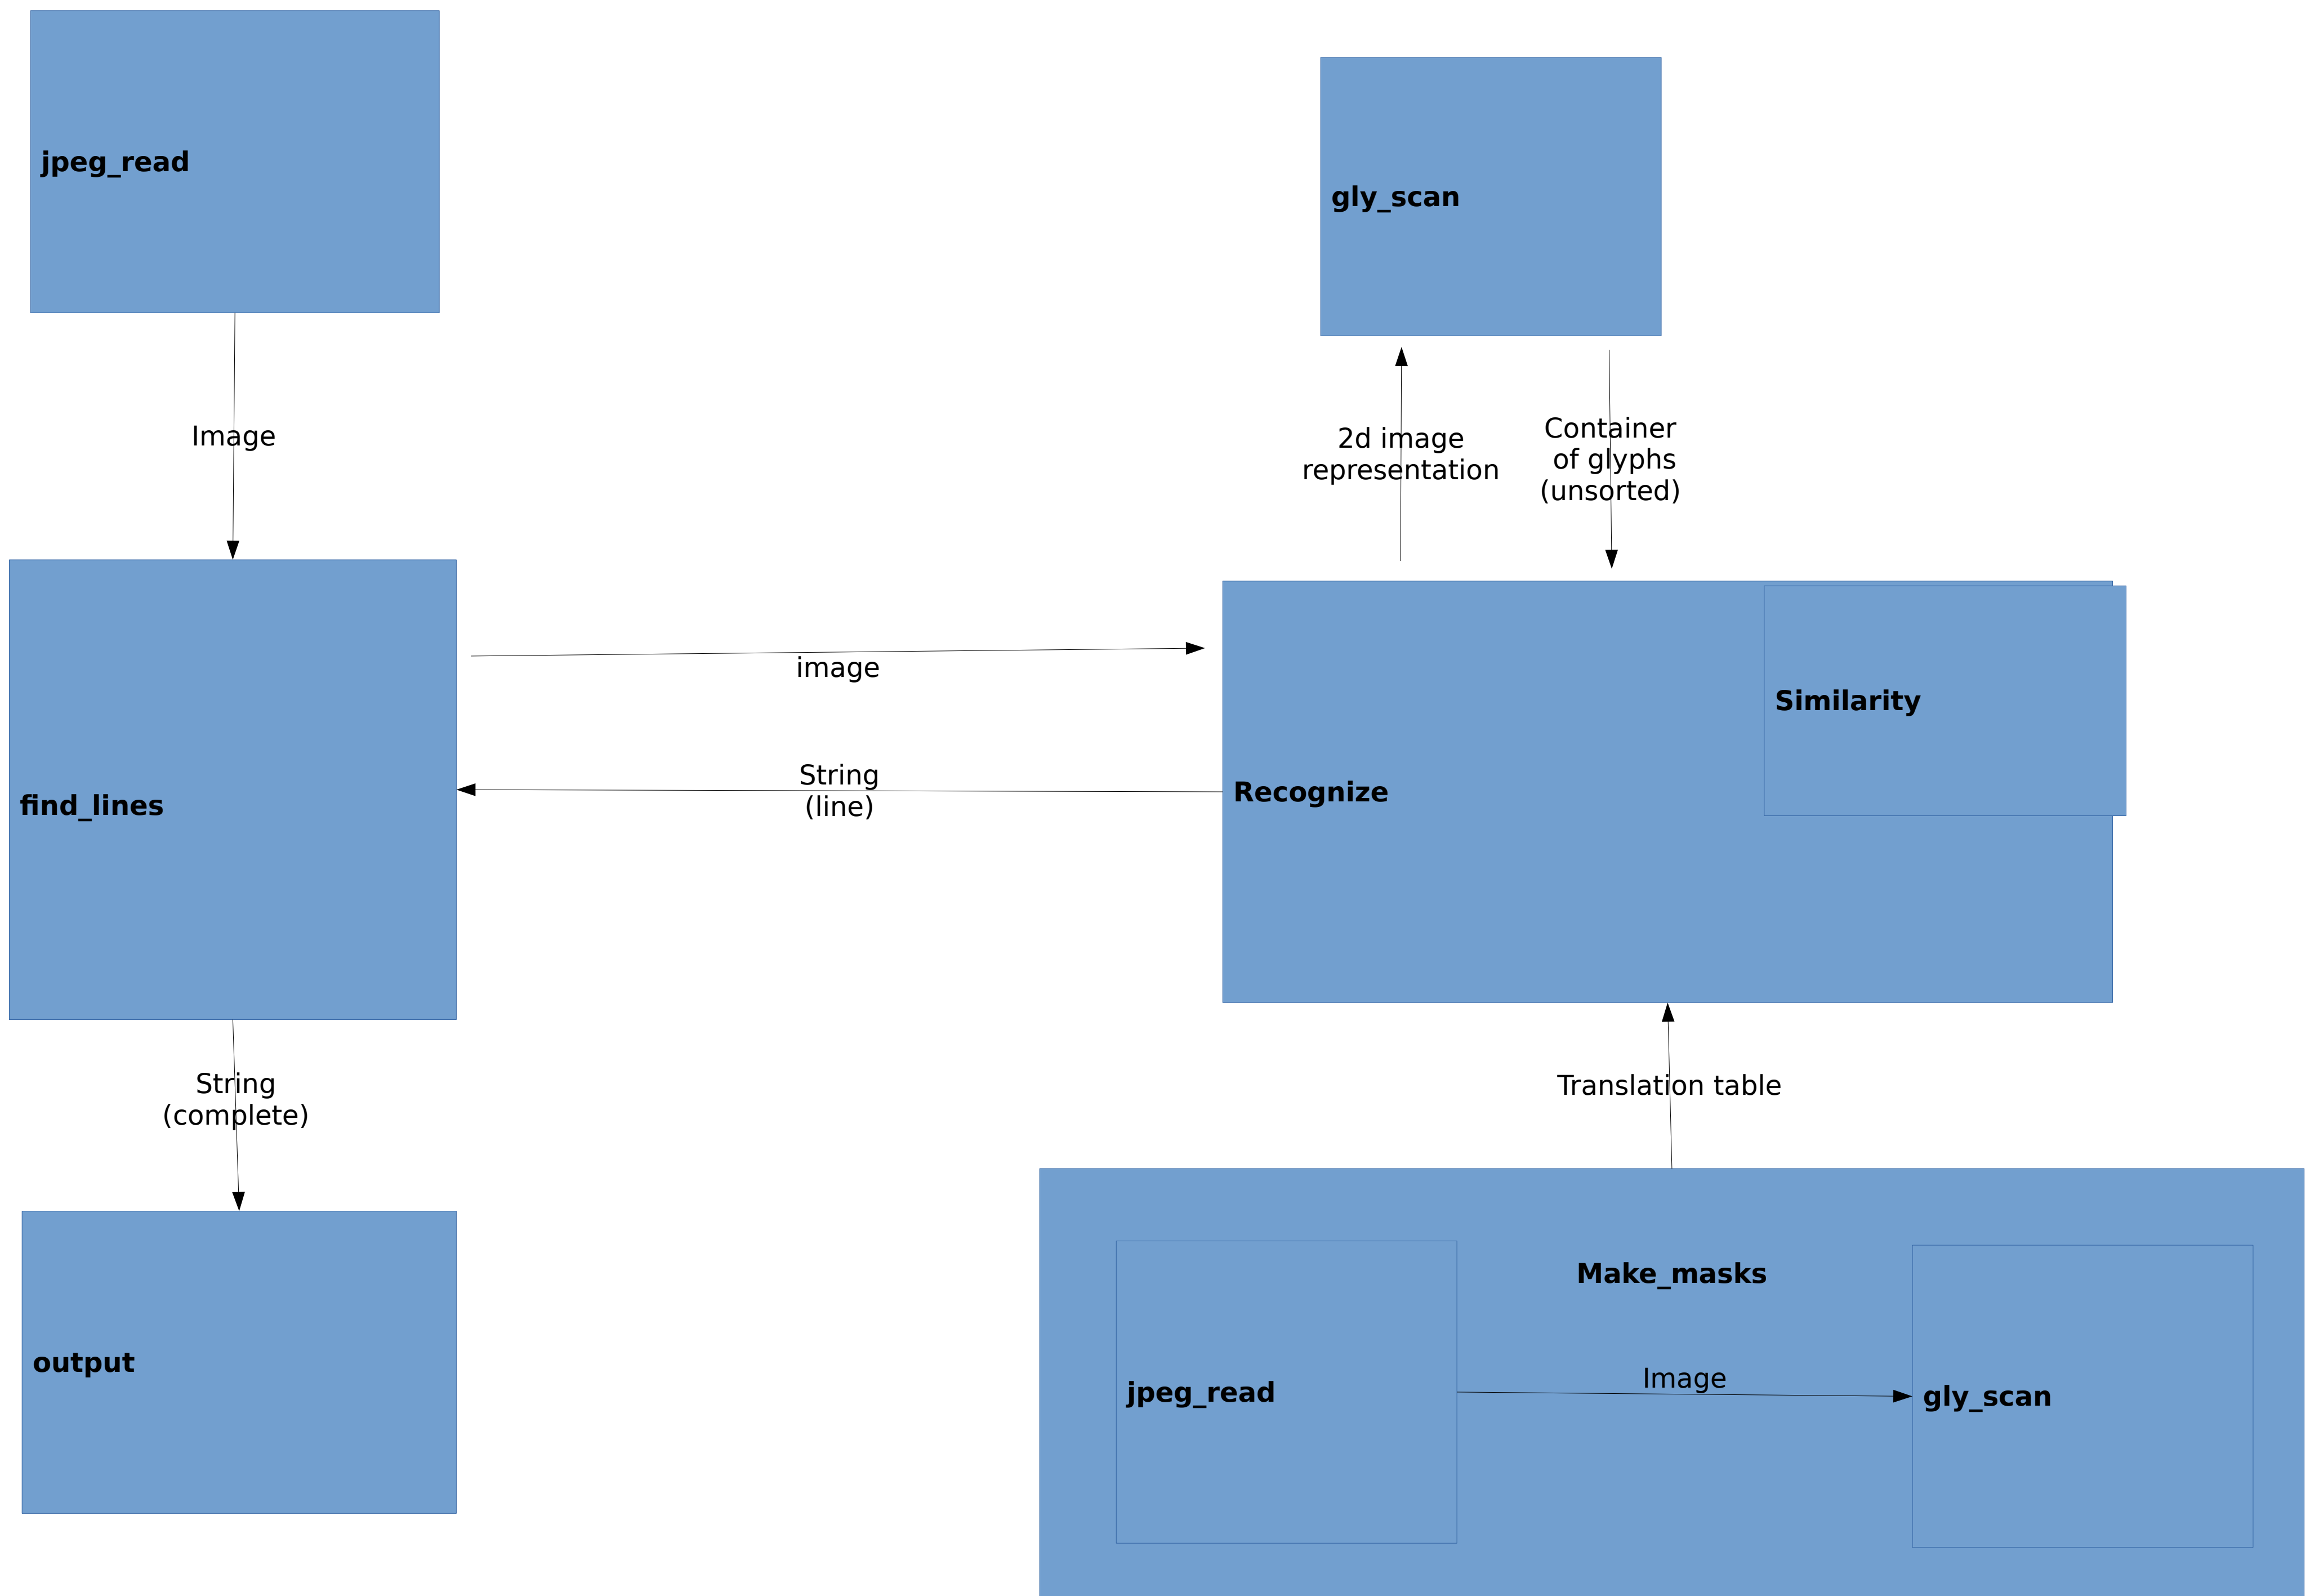 jpeg_read
gly_scan
Image
2d image
representation
Container
of glyphs
(unsorted)
image
Similarity
String
(line)
Recognize
find_lines
String
(complete)
Translation table
Make_masks
output
jpeg_read
Image
gly_scan